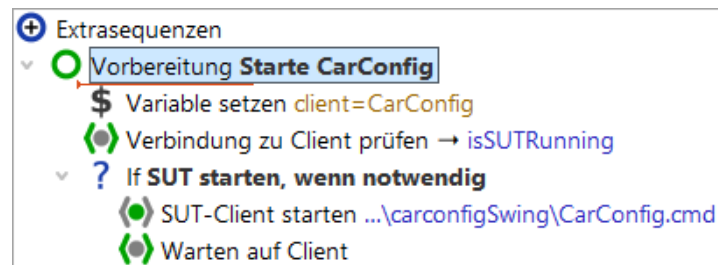 Extrasequenzen
Vorbereitung Starte CarConfig
$ Variable setzen client=CarConfig
Verbindung zu Client prüfen → isSUTRunning
? If SUT starten, wenn notwendig
SUT-Client starten ...\carconfigSwing\CarConfig.cmd
Warten auf Client